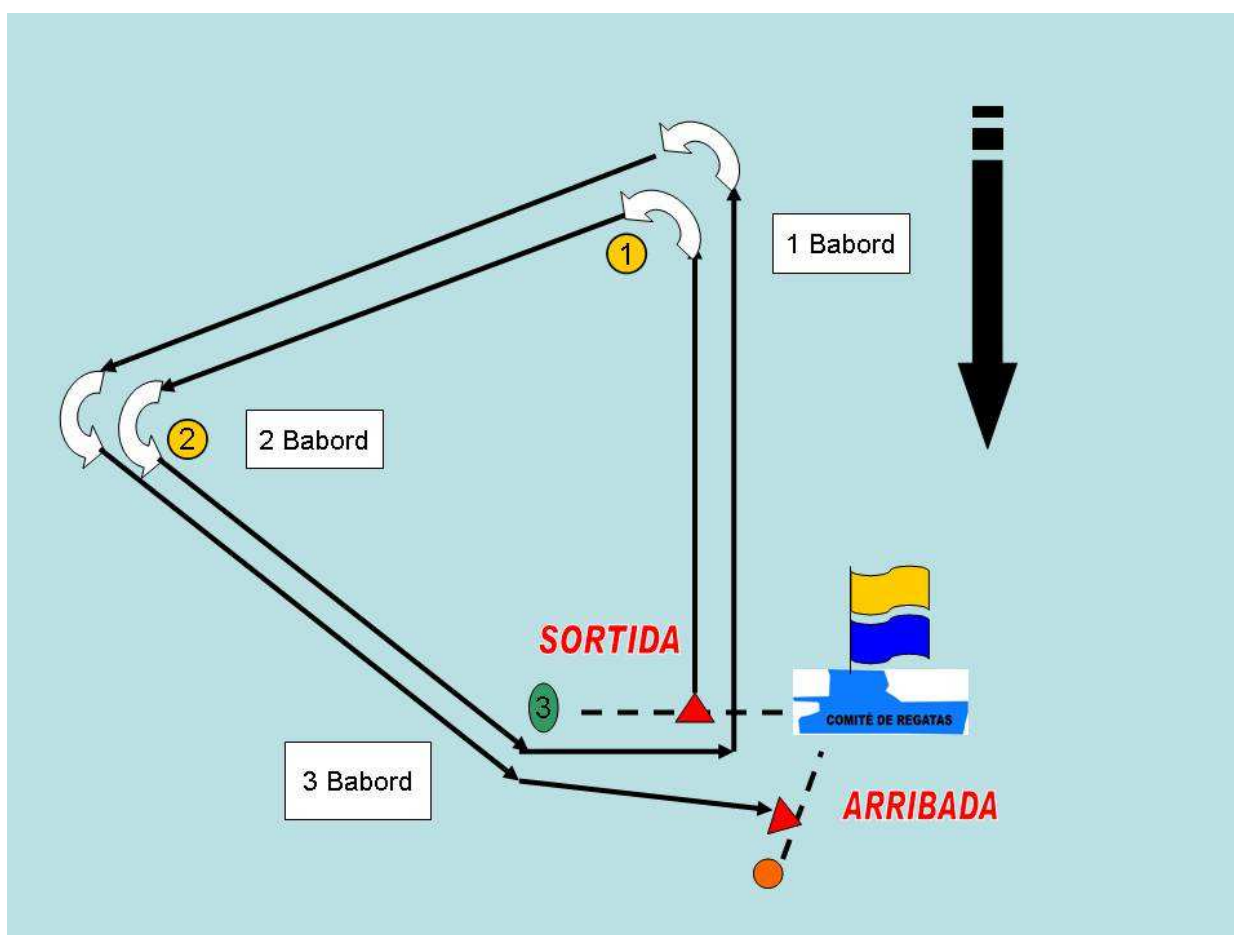 1 Babord
1
2
2 Babord
SORTIDA
3
COMITÉ DE REGATAS
3 Babord
ARRIBADA